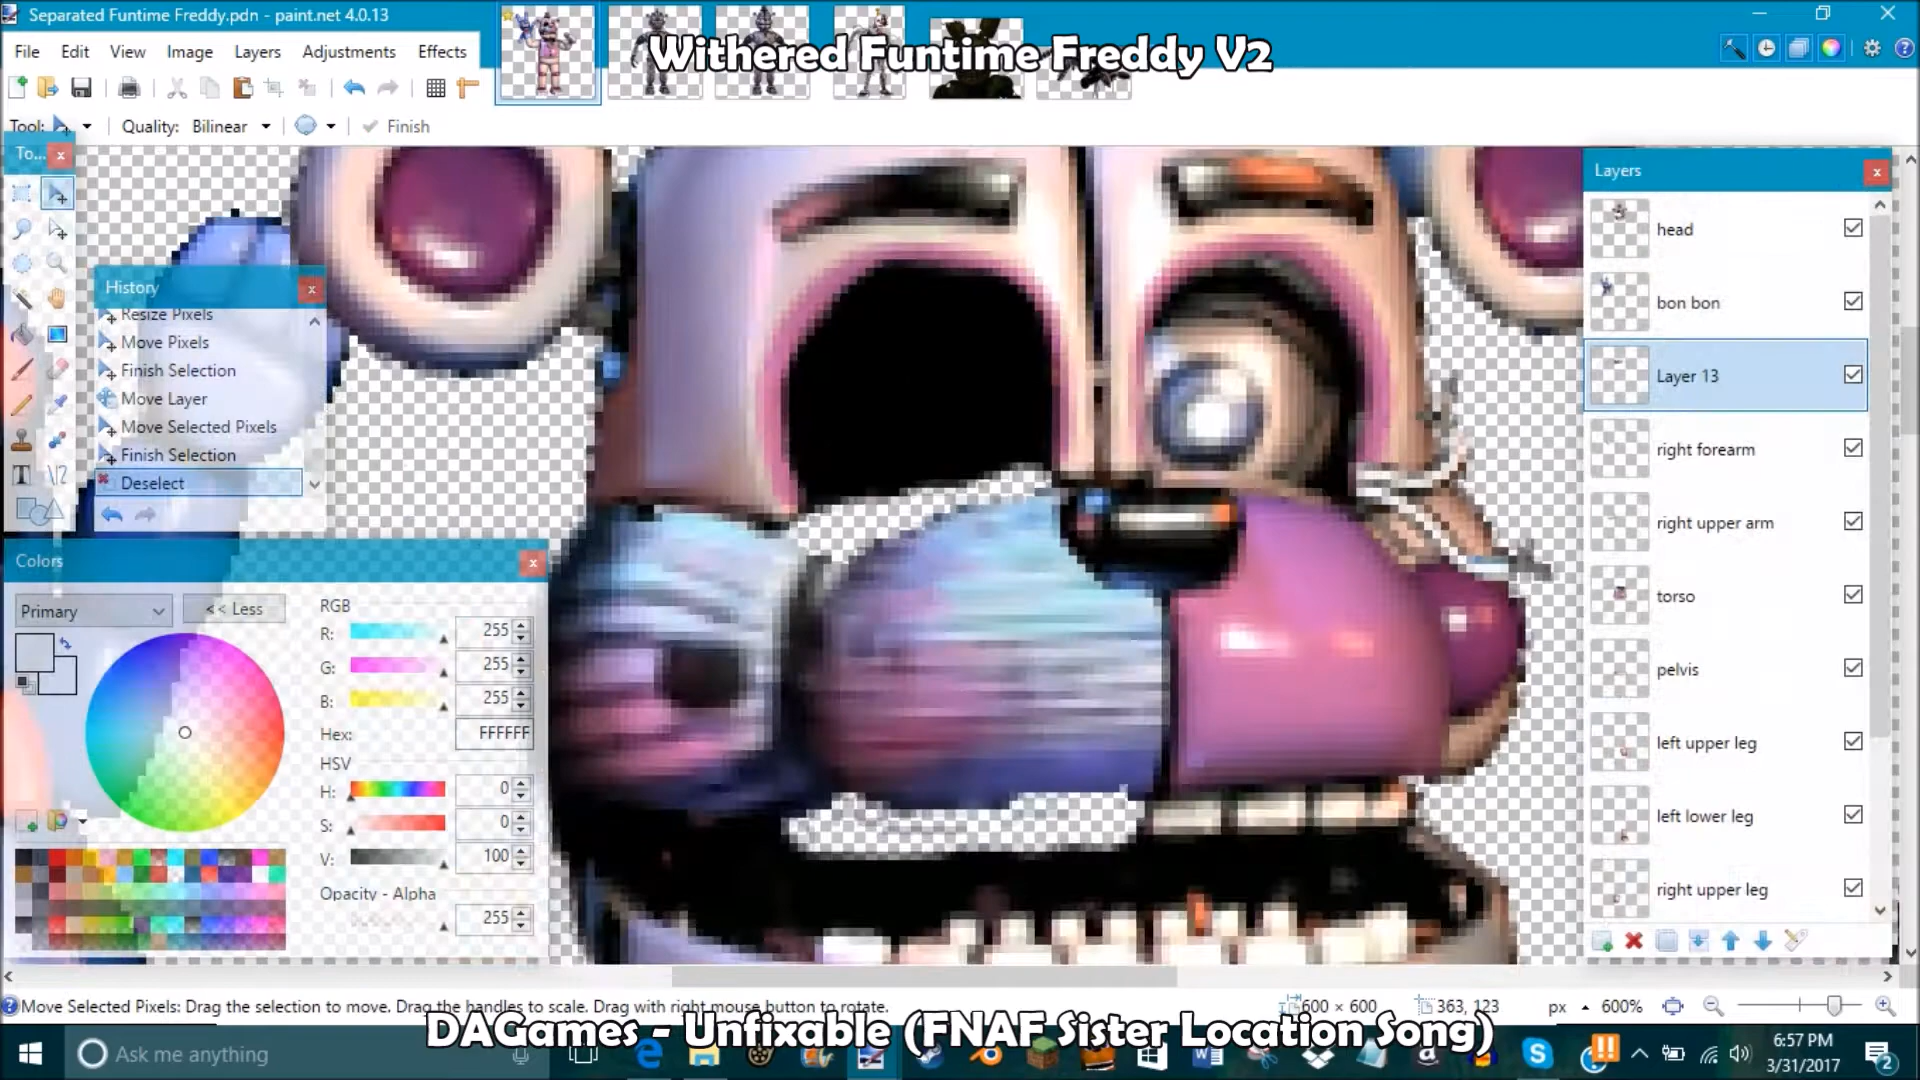 Separated Funtime Freddy.pdn - paint.net 4.0.13
File Edit View Image Layers Adjustments Effects
Withered Funtime Freddy V2
Tool: Quality: Bilinear Finish
To...
Layers
head
bon bon
Layer 13
right forearm
right upper arm
torso
pelvis
left upper leg
left lower leg
right upper leg
History
Resize Pixels
Move Pixels
Finish Selection
Move Layer
Move Selected Pixels
Finish Selection
Deselect
Colors
Primary
<< Less
RGB
R: 255
G: 255
B: 255
Hex: FFFFFF
HSV
H: 0
S: 0
V: 100
Opacity - Alpha
255
Move Selected Pixels: Drag the selection to move. Drag the handles to scale. Drag with right mouse button to rotate.
600 × 600 363, 123 px 600%
DAGames - Unfixable (FNAF Sister Location Song)
Ask me anything
6:57 PM
3/31/2017
2